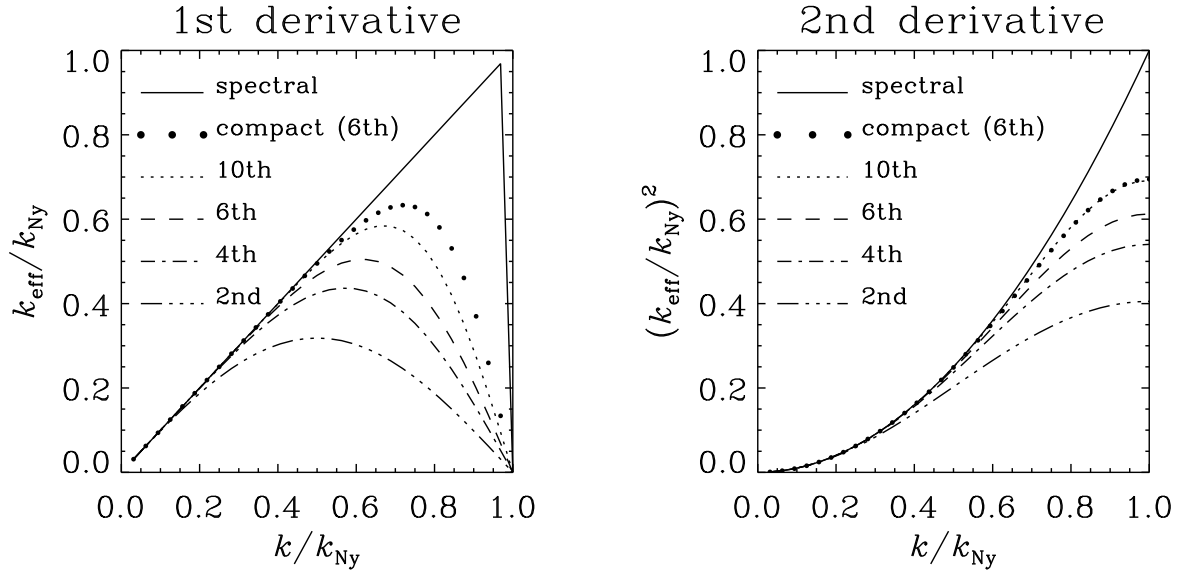 1st derivative
1.0
0.8
0.6
0.4
0.2
0.0
k_eff/k_Ny
spectral
compact (6th)
10th
6th
4th
2nd
0.0 0.2 0.4 0.6 0.8 1.0
k/k_Ny
2nd derivative
1.0
0.8
0.6
0.4
0.2
0.0
(k_eff/k_Ny)²
spectral
compact (6th)
10th
6th
4th
2nd
0.0 0.2 0.4 0.6 0.8 1.0
k/k_Ny